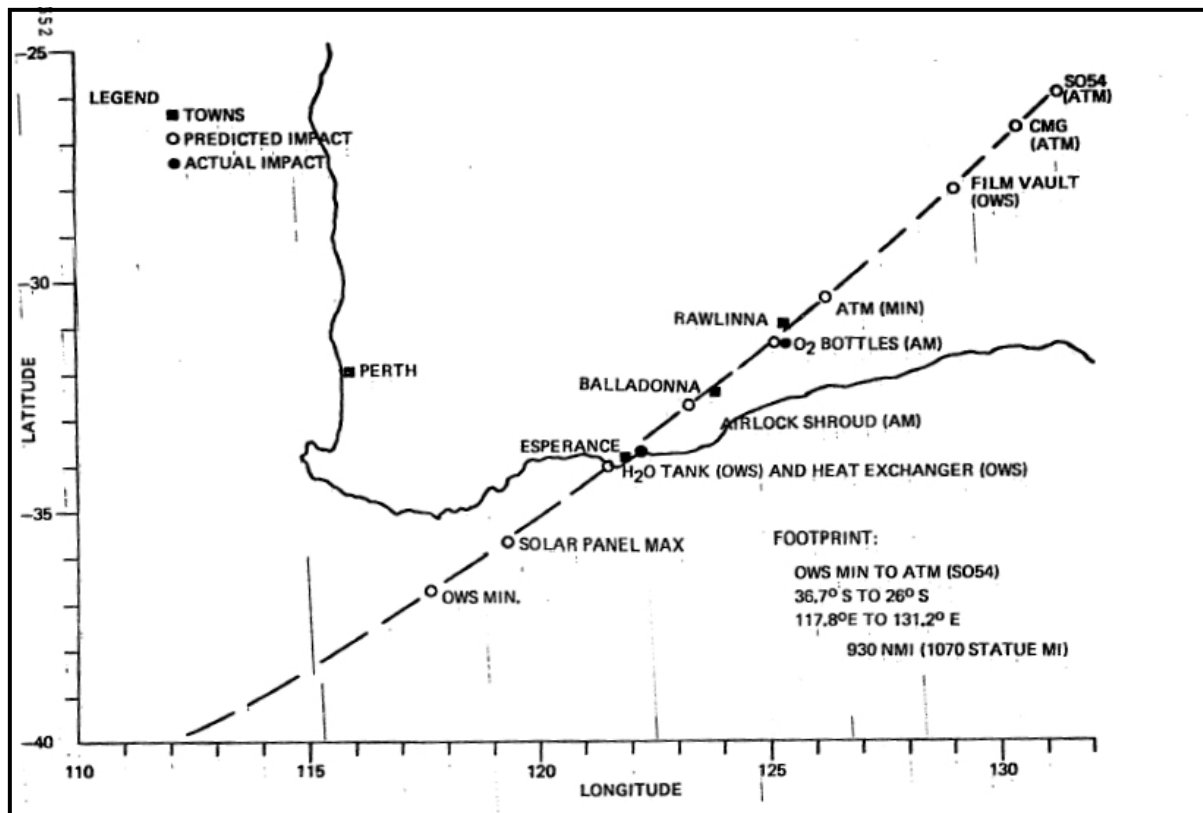 552
−25
LEGEND
TOWNS
PREDICTED IMPACT
ACTUAL IMPACT
SO54
(ATM)
CMG
(ATM)
FILM VAULT
(OWS)
−30
ATM (MIN)
RAWLINNA
O2 BOTTLES (AM)
PERTH
BALLADONNA
AIRLOCK SHROUD (AM)
LATITUDE
ESPERANCE
H2O TANK (OWS) AND HEAT EXCHANGER (OWS)
−35
SOLAR PANEL MAX
FOOTPRINT:
OWS MIN TO ATM (SO54)
36.7° S TO 26° S
117.8°E TO 131.2° E
930 NMI (1070 STATUE MI)
OWS MIN.
−40
110
115
120
125
130
LONGITUDE